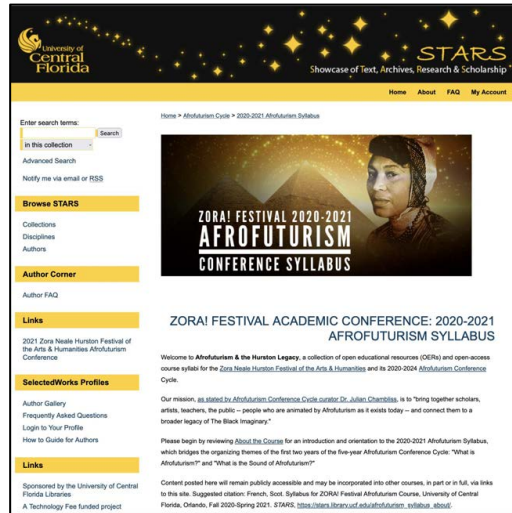 University of
Central
Florida
STARS
Showcase of Text, Archives, Research & Scholarship
Home About FAQ My Account
Enter search terms:
Search
in this collection
Advanced Search
Notify me via email or RSS
Browse STARS
Collections
Disciplines
Authors
Author Corner
Author FAQ
Links
2021 Zora Neale Hurston Festival of
the Arts & Humanities Afrofuturism
Conference
SelectedWorks Profiles
Author Gallery
Frequently Asked Questions
Login to Your Profile
How to Guide for Authors
Links
Sponsored by the University of Central
Florida Libraries
A Technology Fee funded project
Home > Afrofuturism Cycle > 2020-2021 Afrofuturism Syllabus
ZORA! FESTIVAL 2020-2021
AFROFUTURISM
CONFERENCE SYLLABUS
ZORA! FESTIVAL ACADEMIC CONFERENCE: 2020-2021
AFROFUTURISM SYLLABUS
Welcome to Afrofuturism & the Hurston Legacy, a collection of open educational resources (OERs) and open-access
course syllabi for the Zora Neale Hurston Festival of the Arts & Humanities and its 2020-2024 Afrofuturism Conference
Cycle.
Our mission, as stated by Afrofuturism Conference Cycle curator Dr. Julian Chambliss, is to "bring together scholars,
artists, teachers, the public -- people who are animated by Afrofuturism as it exists today -- and connect them to a
broader legacy of The Black Imaginary."
Please begin by reviewing About the Course for an introduction and orientation to the 2020-2021 Afrofuturism Syllabus,
which bridges the organizing themes of the first two years of the five-year Afrofuturism Conference Cycle: "What is
Afrofuturism?" and "What is the Sound of Afrofuturism?"
Content posted here will remain publicly accessible and may be incorporated into other courses, in part or in full, via links
to this site. Suggested citation: French, Scot. Syllabus for ZORA! Festival Afrofuturism Course, University of Central
Florida, Orlando, Fall 2020-Spring 2021. STARS, https://stars.library.ucf.edu/afrofuturism_syllabus_about/.